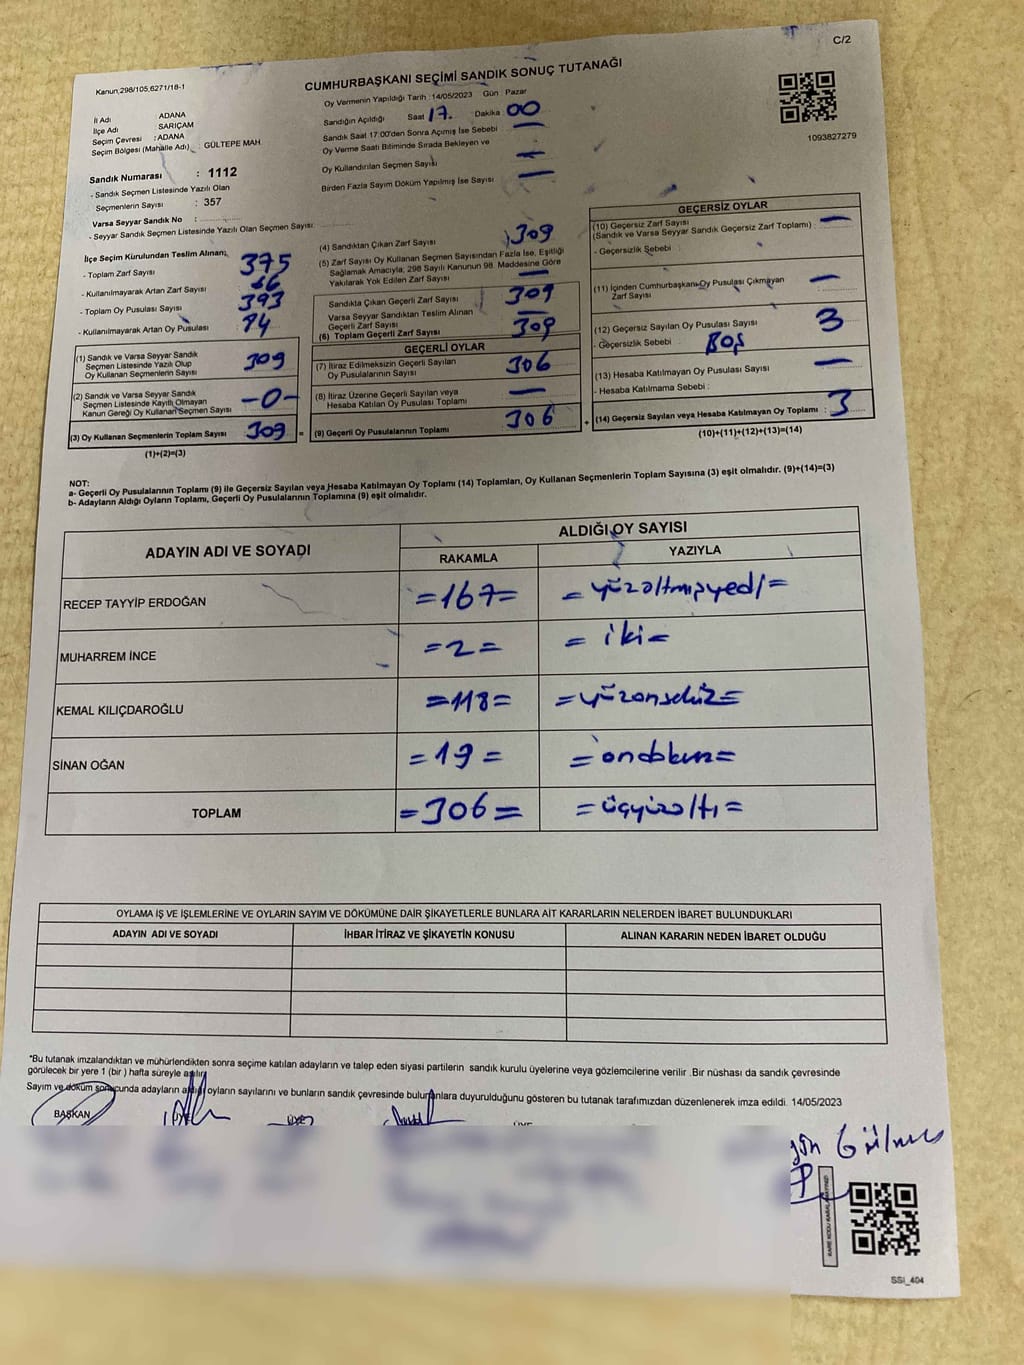 C/2
Kanun,298/105,6271/18-1
CUMHURBAŞKANI SEÇİMİ SANDIK SONUÇ TUTANAĞI
İl Adı ADANA
İlçe Adı SARIÇAM
Seçim Çevresi : ADANA
Seçim Bölgesi (Mahalle Adı) : GÜLTEPE MAH
Oy Vermenin Yapıldığı Tarih :14/05/2023 Gün Pazar
Sandığın Açıldığı Saat 17. Dakika 00
Sandık Saat 17:00'den Sonra Açımış İse Sebebi —
Oy Verme Saati Bitiminde Sırada Bekleyen ve
Oy Kullandırılan Seçmen Sayısı —
Birden Fazla Sayım Döküm Yapılmış İse Sayısı —
1093827279
Sandık Numarası : 1112
- Sandık Seçmen Listesinde Yazılı Olan
Seçmenlerin Sayısı : 357
Varsa Seyyar Sandık No :
- Seyyar Sandık Seçmen Listesinde Yazılı Olan Seçmen Sayısı:
İlçe Seçim Kurulundan Teslim Alınan;
- Toplam Zarf Sayısı 375
- Kullanılmayarak Artan Zarf Sayısı 66
- Toplam Oy Pusulası Sayısı 393
- Kullanılmayarak Artan Oy Pusulası 84
(1) Sandık ve Varsa Seyyar Sandık
Seçmen Listesinde Yazılı Olup
Oy Kullanan Seçmenlerin Sayısı 309
(2) Sandık ve Varsa Seyyar Sandık
Seçmen Listesinde Kayıtlı Olmayan
Kanun Gereği Oy Kullanan Seçmen Sayısı -0-
(3) Oy Kullanan Seçmenlerin Toplam Sayısı 309 =
(1)+(2)=(3)
(4) Sandıktan Çıkan Zarf Sayısı 309
(5) Zarf Sayısı Oy Kullanan Seçmen Sayısından Fazla İse, Eşitliği
Sağlamak Amacıyla; 298 Sayılı Kanunun 98. Maddesine Göre
Yakılarak Yok Edilen Zarf Sayısı —
Sandıkta Çıkan Geçerli Zarf Sayısı 309
Varsa Seyyar Sandıktan Teslim Alınan
Geçerli Zarf Sayısı —
(6) Toplam Geçerli Zarf Sayısı 309
GEÇERLİ OYLAR
(7) İtiraz Edilmeksizin Geçerli Sayılan
Oy Pusulalarının Sayısı 306
(8) İtiraz Üzerine Geçerli Sayılan veya
Hesaba Katılan Oy Pusulası Toplamı —
(9) Geçerli Oy Pusulalarının Toplamı 306 +
GEÇERSİZ OYLAR
(10) Geçersiz Zarf Sayısı
(Sandık ve Varsa Seyyar Sandık Geçersiz Zarf Toplamı) : —
- Geçersizlik Sebebi :
(11) İçinden Cumhurbaşkanı Oy Pusulası Çıkmayan
Zarf Sayısı —
(12) Geçersiz Sayılan Oy Pusulası Sayısı : 3
- Geçersizlik Sebebi BOŞ
(13) Hesaba Katılmayan Oy Pusulası Sayısı —
- Hesaba Katılmama Sebebi :
(14) Geçersiz Sayılan veya Hesaba Katılmayan Oy Toplamı : 3
(10)+(11)+(12)+(13)=(14)
NOT:
a- Geçerli Oy Pusulalarının Toplamı (9) ile Geçersiz Sayılan veya Hesaba Katılmayan Oy Toplamı (14) Toplamları, Oy Kullanan Seçmenlerin Toplam Sayısına (3) eşit olmalıdır. (9)+(14)=(3)
b- Adayların Aldığı Oyların Toplamı, Geçerli Oy Pusulalarının Toplamına (9) eşit olmalıdır.
ADAYIN ADI VE SOYADI ALDIĞI OY SAYISI
RAKAMLA YAZIYLA
RECEP TAYYİP ERDOĞAN =167= = yüzaltmışyedi =
MUHARREM İNCE =2= = iki =
KEMAL KILIÇDAROĞLU =118= = yüzonsekiz =
SİNAN OĞAN =19= = ondokuz =
TOPLAM =306= = üçyüzaltı =
OYLAMA İŞ VE İŞLEMLERİNE VE OYLARIN SAYIM VE DÖKÜMÜNE DAİR ŞİKAYETLERLE BUNLARA AİT KARARLARIN NELERDEN İBARET BULUNDUKLARI
ADAYIN ADI VE SOYADI İHBAR İTİRAZ VE ŞİKAYETİN KONUSU ALINAN KARARIN NEDEN İBARET OLDUĞU
*Bu tutanak imzalandıktan ve mühürlendikten sonra seçime katılan adayların ve talep eden siyasi partilerin sandık kurulu üyelerine veya gözlemcilerine verilir .Bir nüshası da sandık çevresinde
görülecek bir yere 1 (bir ) hafta süreyle asılır.
Sayım ve döküm sonucunda adayların aldığı oyların sayılarını ve bunların sandık çevresinde bulunanlara duyurulduğunu gösteren bu tutanak tarafımızdan düzenlenerek imza edildi. 14/05/2023
BAŞKAN ÜYE ÜYE
SSI_404